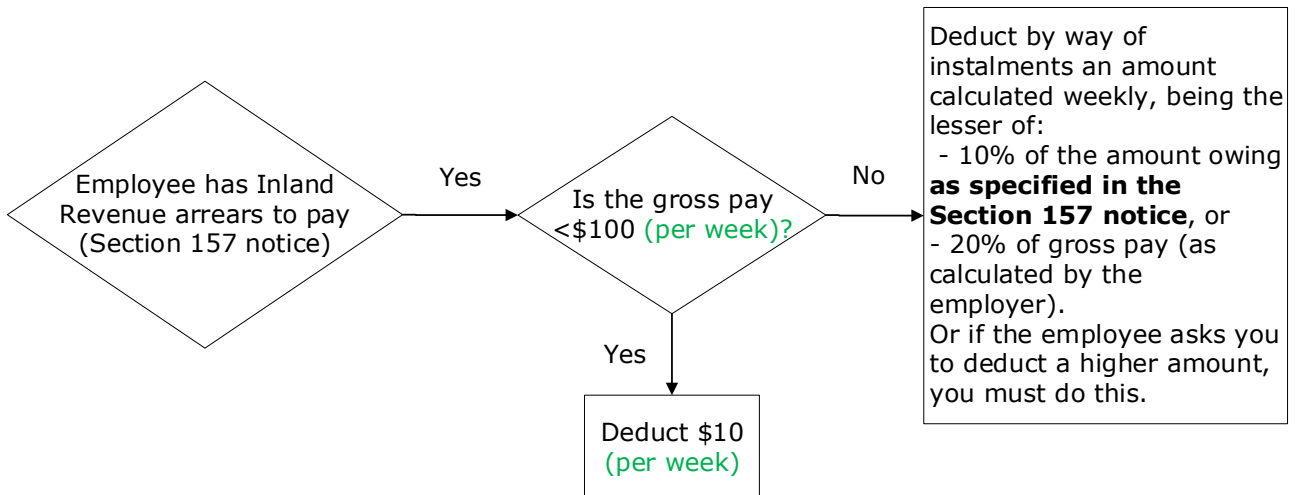 Employee has Inland
Revenue arrears to pay
(Section 157 notice)
Yes
Is the gross pay
<$100 (per week)?
No
Deduct by way of
instalments an amount
calculated weekly, being the
lesser of:
- 10% of the amount owing
as specified in the
Section 157 notice, or
- 20% of gross pay (as
calculated by the
employer).
Or if the employee asks you
to deduct a higher amount,
you must do this.
Yes
Deduct $10
(per week)